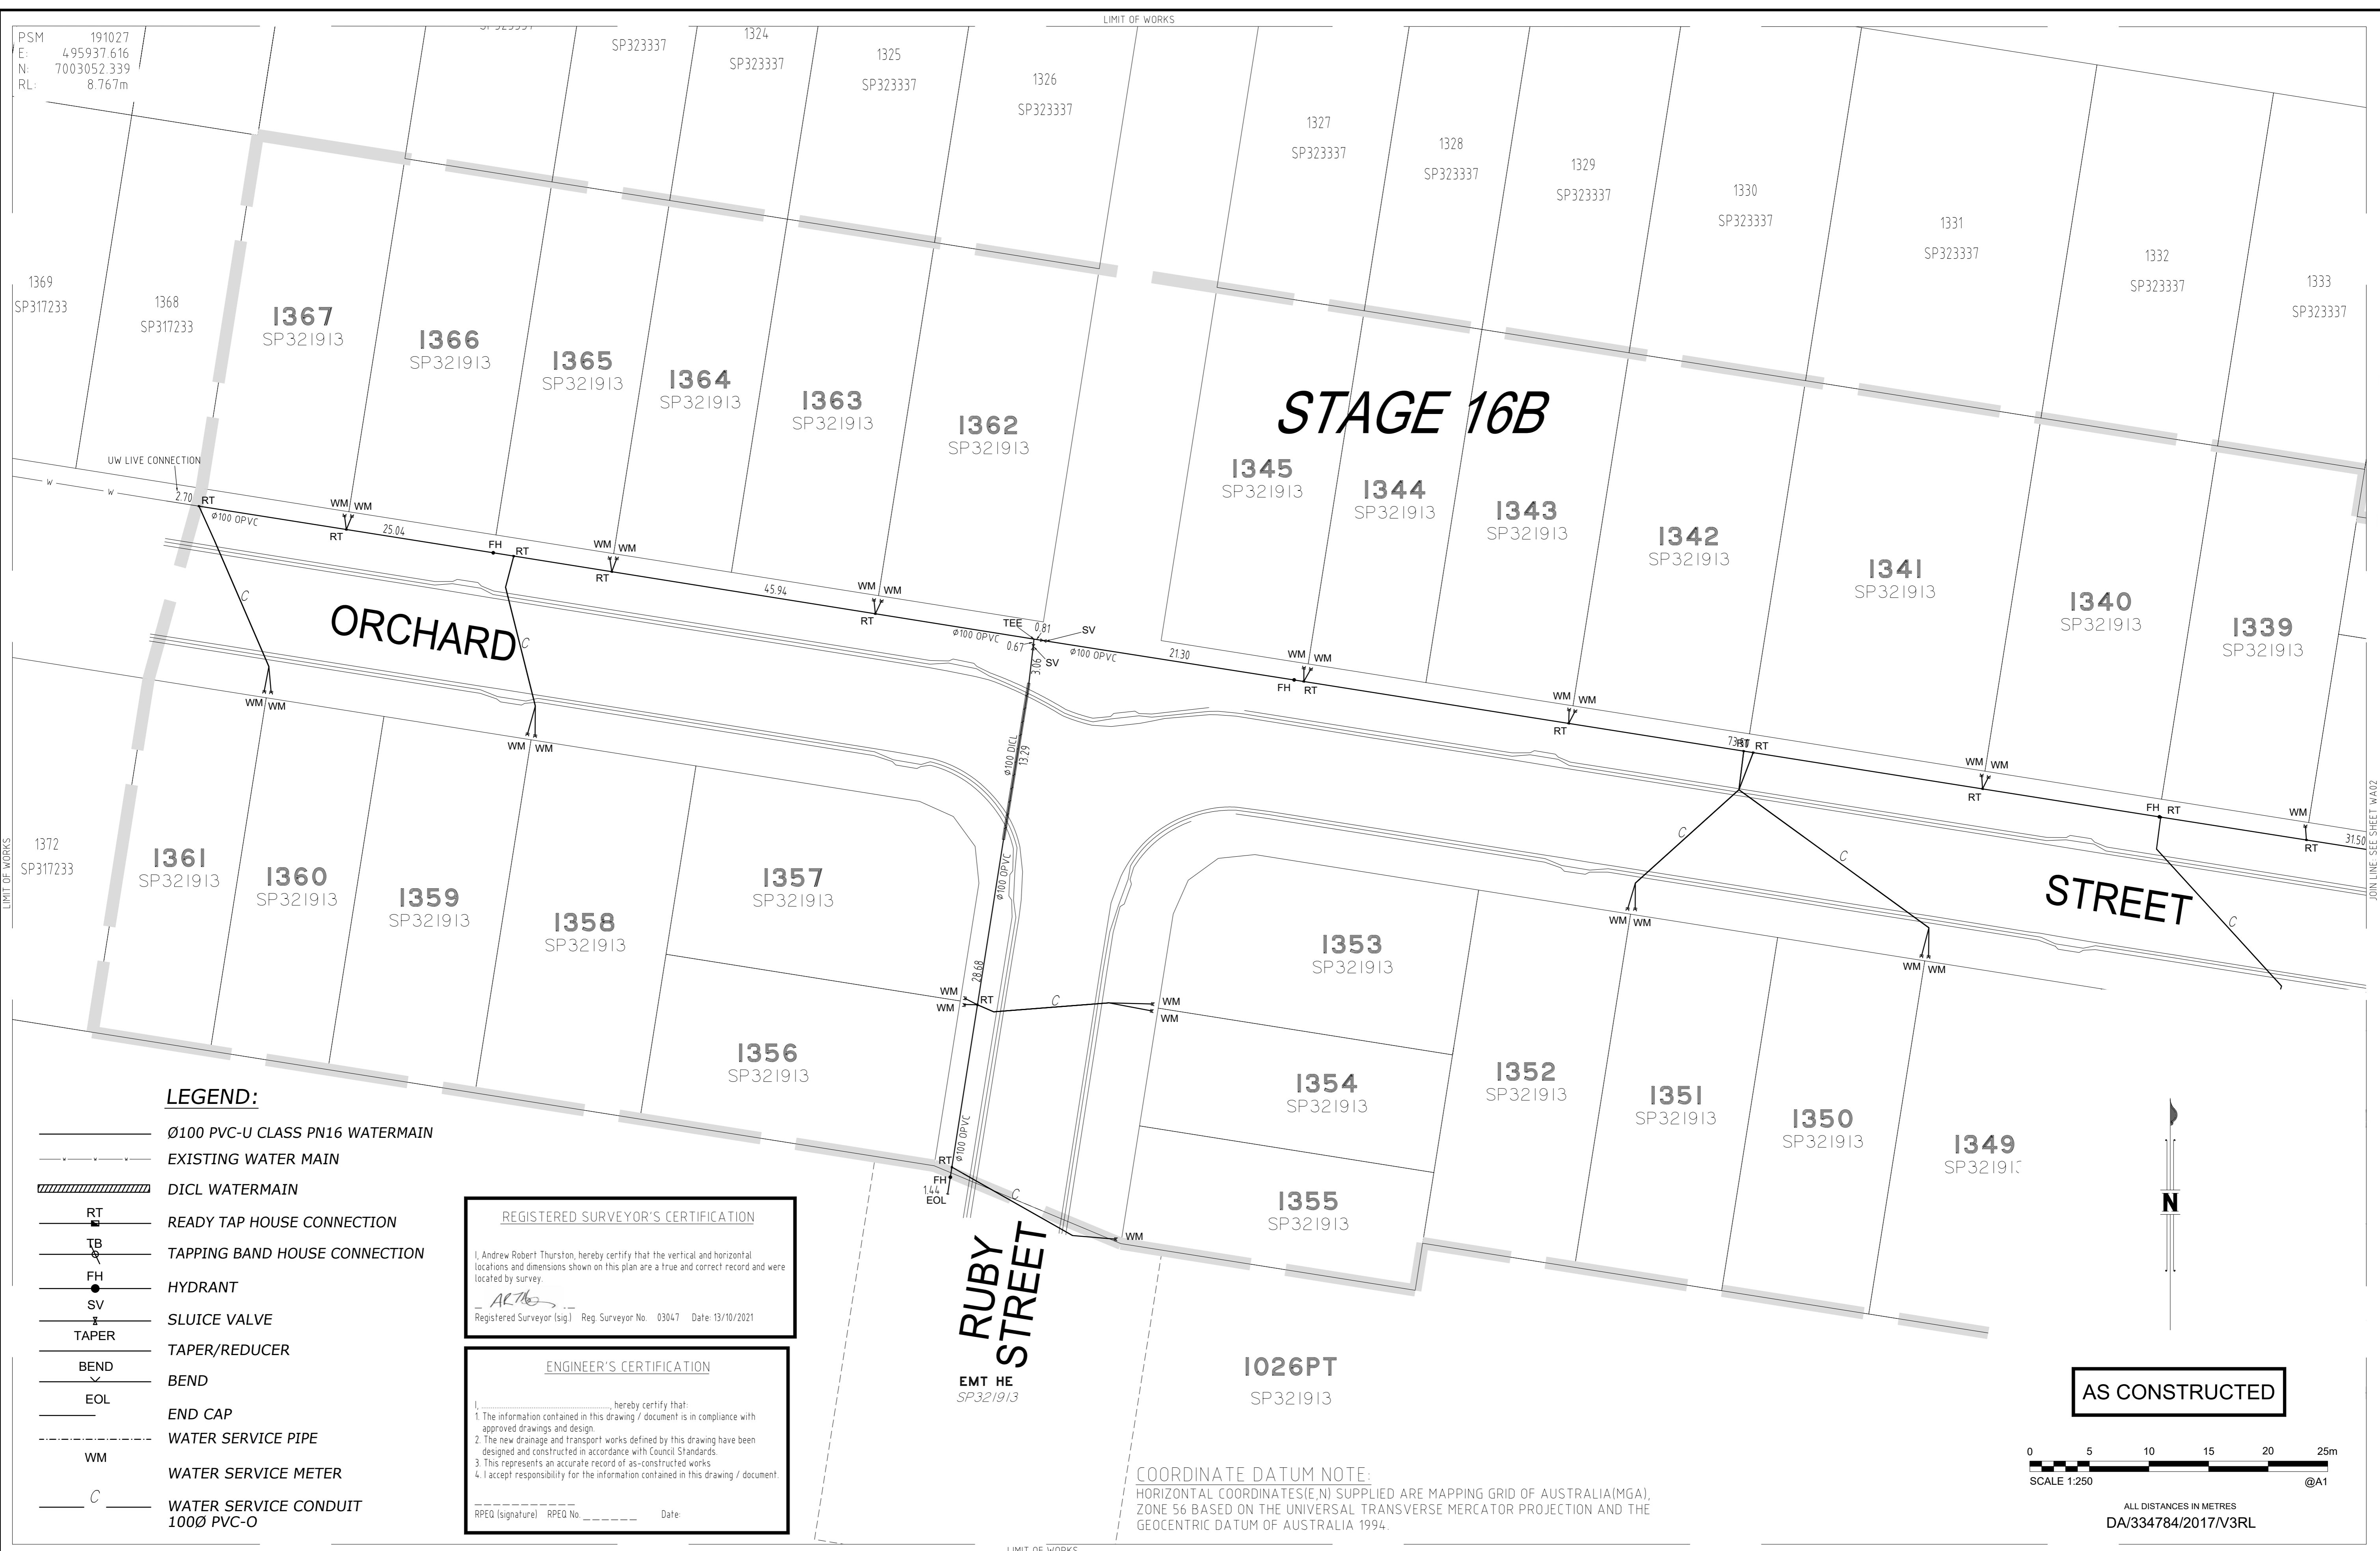 LIMIT OF WORKS
PSM 191027
E: 495937.616
N: 7003052.339
RL: 8.767m
SP323337
1324
SP323337
1325
SP323337
1326
SP323337
1327
SP323337
1328
SP323337
1329
SP323337
1330
SP323337
1331
SP323337
1332
SP323337
1333
SP323337
1369
SP317233
1368
SP317233
1367
SP321913
1366
SP321913
1365
SP321913
1364
SP321913
1363
SP321913
1362
SP321913
STAGE 16B
1345
SP321913
1344
SP321913
1343
SP321913
1342
SP321913
1341
SP321913
1340
SP321913
1339
SP321913
UW LIVE CONNECTION
W
W
2.70
RT
Ø100 OPVC
WM
WM
RT
25.04
FH
RT
WM
WM
RT
45.94
WM
WM
RT
Ø100 OPVC
TEE
0.81
SV
0.67
SV
Ø100 OPVC
3.06
21.30
WM
WM
FH
RT
WM
WM
RT
RT
RT
WM
WM
RT
FH
RT
WM
RT
31.50
JOIN LINE SEE SHEET WA02
ORCHARD
STREET
C
C
C
C
C
WM
WM
WM
WM
Ø100 DICL
13.29
Ø100 OPVC
28.68
WM
WM
RT
C
WM
WM
WM
WM
WM
WM
LIMIT OF WORKS
1372
SP317233
1361
SP321913
1360
SP321913
1359
SP321913
1358
SP321913
1357
SP321913
1356
SP321913
1353
SP321913
1354
SP321913
1355
SP321913
1352
SP321913
1351
SP321913
1350
SP321913
1349
Ø100 OPVC
RT
FH
1.44
EOL
C
WM
RUBY
STREET
EMT HE
SP321913
1026PT
SP321913
LEGEND:
Ø100 PVC-U CLASS PN16 WATERMAIN
EXISTING WATER MAIN
DICL WATERMAIN
RT
READY TAP HOUSE CONNECTION
TB
TAPPING BAND HOUSE CONNECTION
FH
HYDRANT
SV
SLUICE VALVE
TAPER
TAPER/REDUCER
BEND
BEND
EOL
END CAP
WATER SERVICE PIPE
WM
WATER SERVICE METER
C
WATER SERVICE CONDUIT
100Ø PVC-O
REGISTERED SURVEYOR'S CERTIFICATION
I, Andrew Robert Thurston, hereby certify that the vertical and horizontal
locations and dimensions shown on this plan are a true and correct record and were
located by survey.
Registered Surveyor (sig.) Reg. Surveyor No. 03047 Date: 13/10/2021
ENGINEER'S CERTIFICATION
I, ..................................................., hereby certify that:
1. The information contained in this drawing / document is in compliance with
approved drawings and design.
2. The new drainage and transport works defined by this drawing have been
designed and constructed in accordance with Council Standards.
3. This represents an accurate record of as-constructed works
4. I accept responsibility for the information contained in this drawing / document.
RPEQ (signature) RPEQ No. ______ Date:
COORDINATE DATUM NOTE:
HORIZONTAL COORDINATES(E,N) SUPPLIED ARE MAPPING GRID OF AUSTRALIA(MGA),
ZONE 56 BASED ON THE UNIVERSAL TRANSVERSE MERCATOR PROJECTION AND THE
GEOCENTRIC DATUM OF AUSTRALIA 1994.
N
AS CONSTRUCTED
0 5 10 15 20 25m
SCALE 1:250 @A1
ALL DISTANCES IN METRES
DA/334784/2017/V3RL
LIMIT OF WORKS